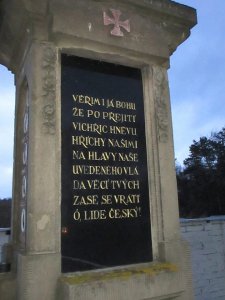 VĚŘÍM I JÁ BOHU
ŽE PO PŘEJITÍ
VICHŘIC HNĚVU
HŘÍCHY NAŠIMI
NA HLAVY NAŠE
UVEDENÉHO VLÁ
DA VĚCÍ TVÝCH
ZASE SE VRÁTÍ
Ó, LIDE ČESKÝ!